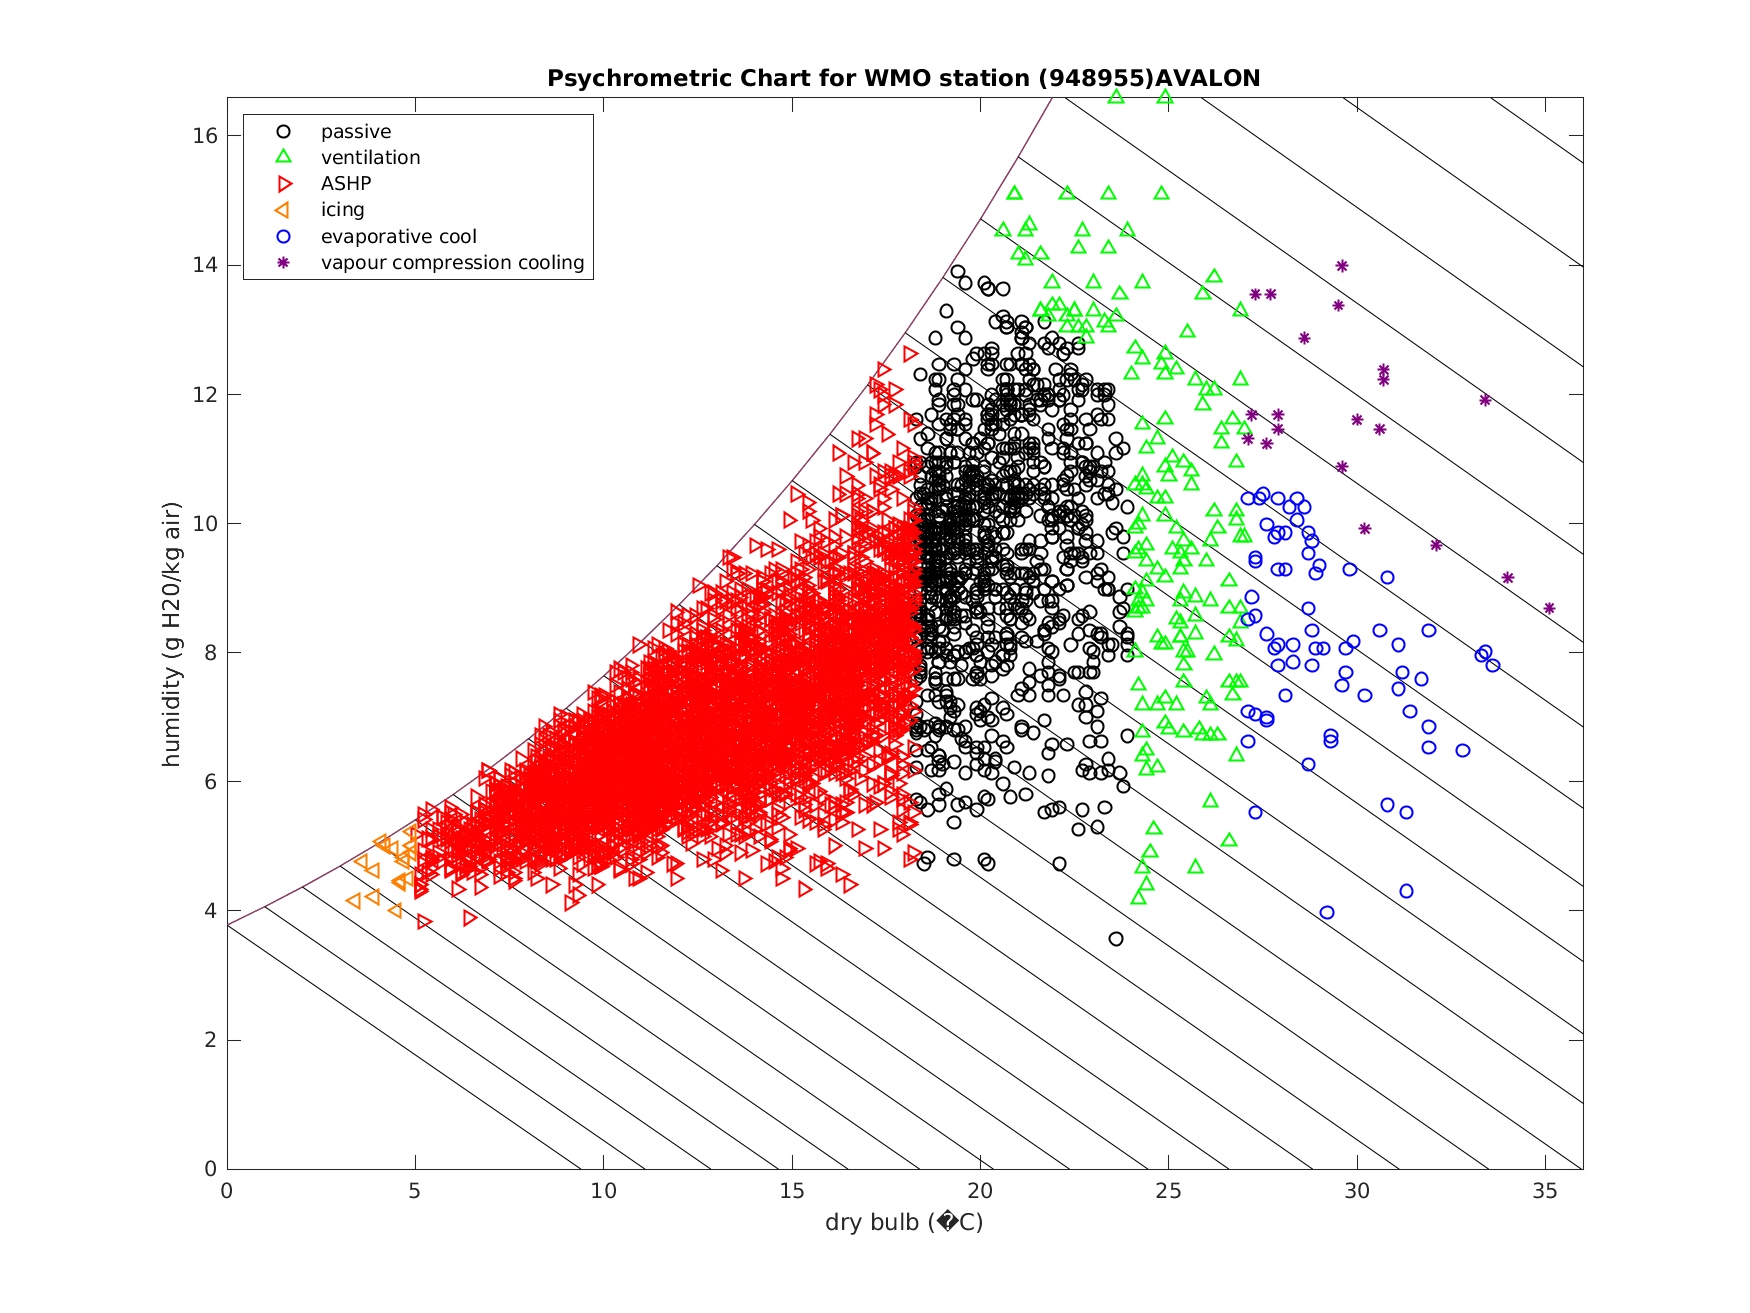 Psychrometric Chart for WMO station (948955)AVALON
passive
ventilation
ASHP
icing
evaporative cool
vapour compression cooling
humidity (g H20/kg air)
16
14
12
10
8
6
4
2
0
0 5 10 15 20 25 30 35
dry bulb (�C)